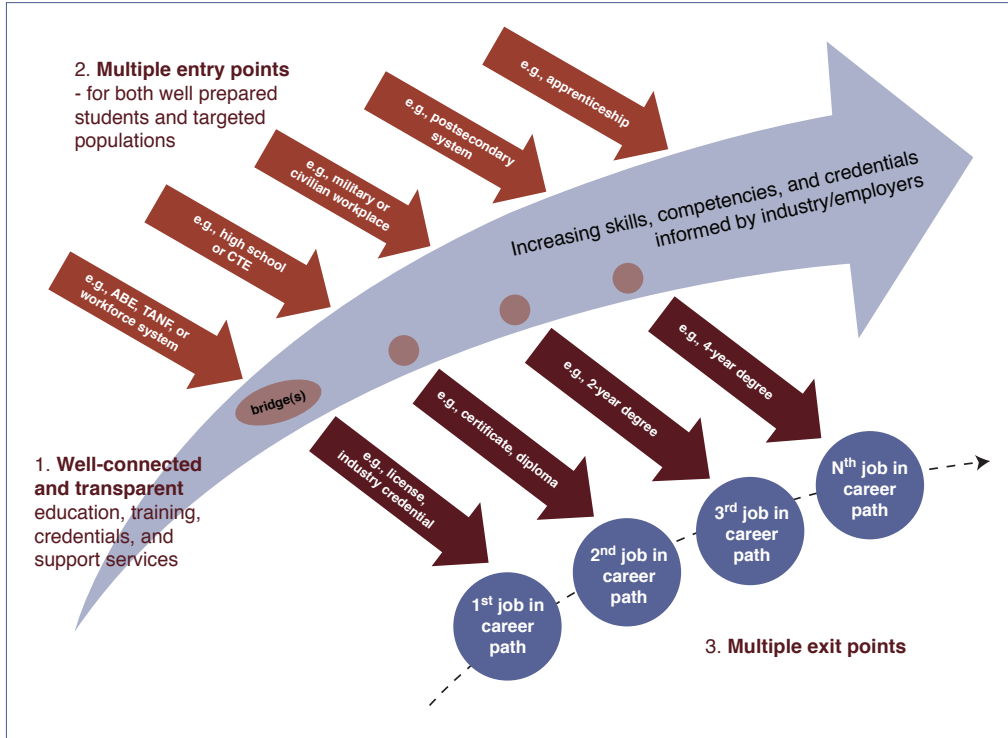 2. Multiple entry points
- for both well prepared
students and targeted
populations
e.g., apprenticeship
e.g., postsecondary
system
e.g., military or
civilian workplace
e.g., high school
or CTE
e.g., ABE, TANF, or
workforce system
Increasing skills, competencies, and credentials
informed by industry/employers
bridge(s)
1. Well-connected
and transparent
education, training,
credentials, and
support services
e.g., license,
industry credential
e.g., certificate, diploma
e.g., 2-year degree
e.g., 4-year degree
1st job in
career
path
2nd job in
career
path
3rd job in
career
path
Nth job in
career
path
3. Multiple exit points